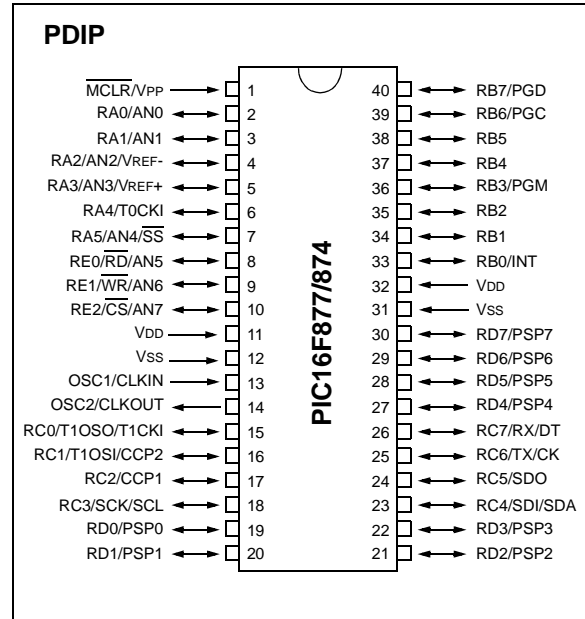 PDIP
MCLR/VPP 1 40 RB7/PGD
RA0/AN0 2 39 RB6/PGC
RA1/AN1 3 38 RB5
RA2/AN2/VREF- 4 37 RB4
RA3/AN3/VREF+ 5 36 RB3/PGM
RA4/T0CKI 6 35 RB2
RA5/AN4/SS 7 34 RB1
RE0/RD/AN5 8 33 RB0/INT
RE1/WR/AN6 9 32 VDD
RE2/CS/AN7 10 31 VSS
VDD 11 30 RD7/PSP7
VSS 12 29 RD6/PSP6
OSC1/CLKIN 13 28 RD5/PSP5
OSC2/CLKOUT 14 27 RD4/PSP4
RC0/T1OSO/T1CKI 15 26 RC7/RX/DT
RC1/T1OSI/CCP2 16 25 RC6/TX/CK
RC2/CCP1 17 24 RC5/SDO
RC3/SCK/SCL 18 23 RC4/SDI/SDA
RD0/PSP0 19 22 RD3/PSP3
RD1/PSP1 20 21 RD2/PSP2
PIC16F877/874